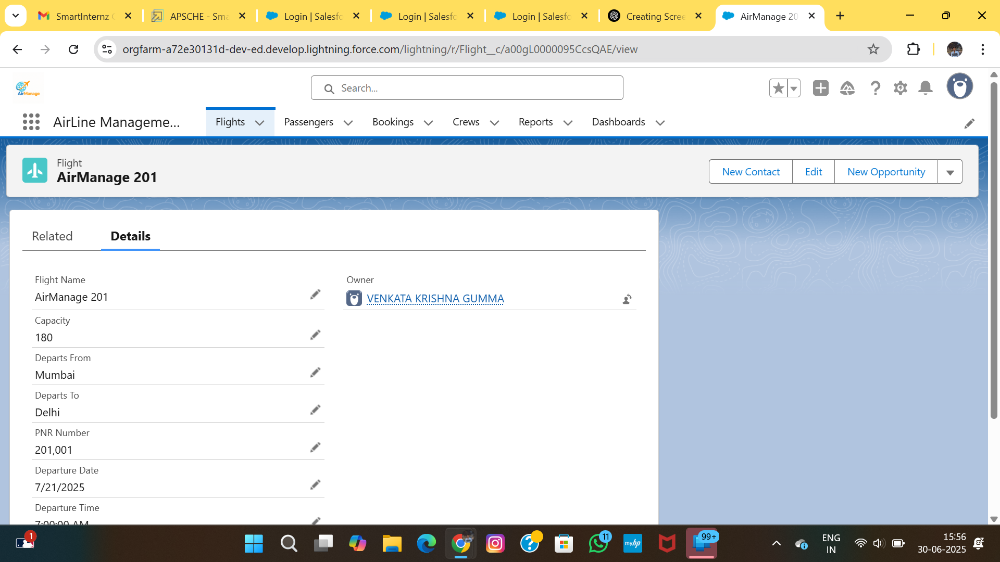 SmartInternz
APSCHE - Sma
Login | Salesfo
Login | Salesfo
Login | Salesfo
Creating Scree
AirManage 20
orgfarm-a72e30131d-dev-ed.develop.lightning.force.com/lightning/r/Flight__c/a00gL0000095CcsQAE/view
AirManage
Search...
AirLine Manageme...
Flights
Passengers
Bookings
Crews
Reports
Dashboards
Flight
AirManage 201
New Contact
Edit
New Opportunity
Related
Details
Flight Name
AirManage 201
Owner
VENKATA KRISHNA GUMMA
Capacity
180
Departs From
Mumbai
Departs To
Delhi
PNR Number
201,001
Departure Date
7/21/2025
Departure Time
7:00:00 AM
1
myhp
11
99+
ENG
IN
15:56
30-06-2025